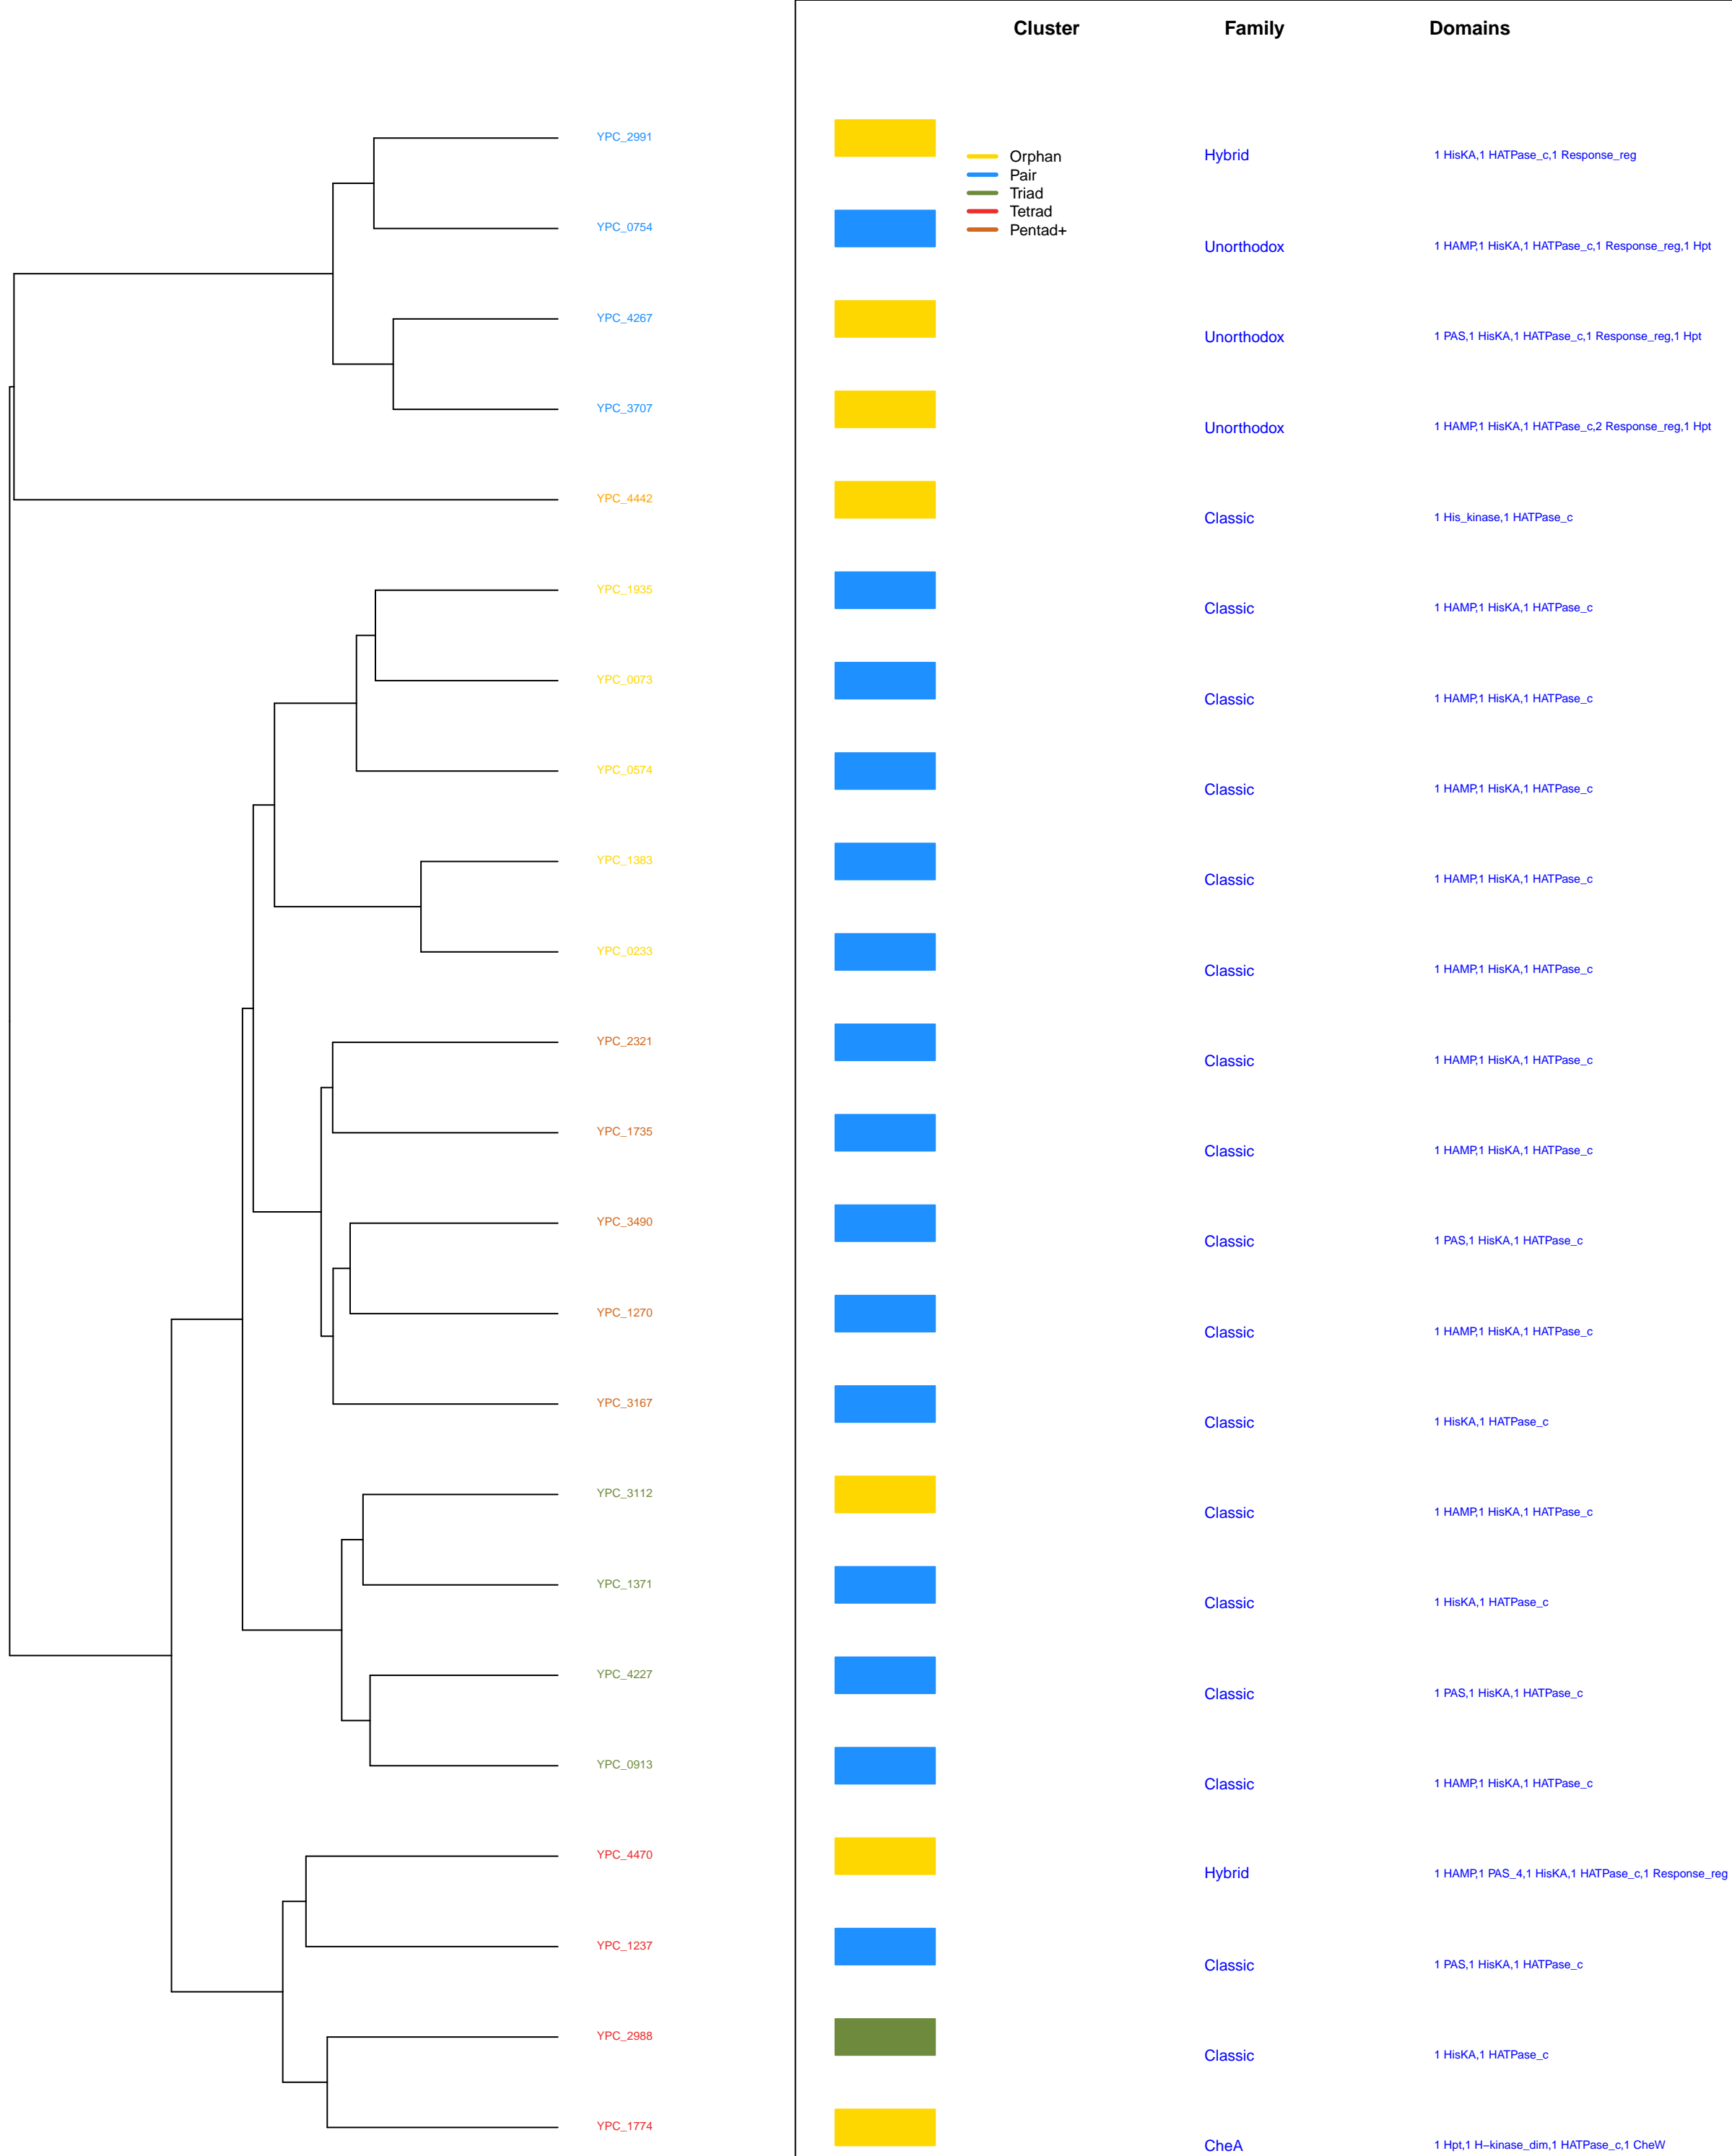 Cluster Family Domains
YPC_2991
Orphan
Hybrid 1 HisKA,1 HATPase_c,1 Response_reg
Pair
Triad
Tetrad
YPC_0754
Pentad+
Unorthodox 1 HAMP,1 HisKA,1 HATPase_c,1 Response_reg,1 Hpt
YPC_4267
Unorthodox 1 PAS,1 HisKA,1 HATPase_c,1 Response_reg,1 Hpt
YPC_3707
Unorthodox 1 HAMP,1 HisKA,1 HATPase_c,2 Response_reg,1 Hpt
YPC_4442
Classic 1 His_kinase,1 HATPase_c
YPC_1935
Classic 1 HAMP,1 HisKA,1 HATPase_c
YPC_0073
Classic 1 HAMP,1 HisKA,1 HATPase_c
YPC_0574
Classic 1 HAMP,1 HisKA,1 HATPase_c
YPC_1383
Classic 1 HAMP,1 HisKA,1 HATPase_c
YPC_0233
Classic 1 HAMP,1 HisKA,1 HATPase_c
YPC_2321
Classic 1 HAMP,1 HisKA,1 HATPase_c
YPC_1735
Classic 1 HAMP,1 HisKA,1 HATPase_c
YPC_3490
Classic 1 PAS,1 HisKA,1 HATPase_c
YPC_1270
Classic 1 HAMP,1 HisKA,1 HATPase_c
YPC_3167
Classic 1 HisKA,1 HATPase_c
YPC_3112
Classic 1 HAMP,1 HisKA,1 HATPase_c
YPC_1371
Classic 1 HisKA,1 HATPase_c
YPC_4227
Classic 1 PAS,1 HisKA,1 HATPase_c
YPC_0913
Classic 1 HAMP,1 HisKA,1 HATPase_c
YPC_4470
Hybrid 1 HAMP,1 PAS_4,1 HisKA,1 HATPase_c,1 Response_reg
YPC_1237
Classic 1 PAS,1 HisKA,1 HATPase_c
YPC_2988
Classic 1 HisKA,1 HATPase_c
YPC_1774
CheA 1 Hpt,1 H−kinase_dim,1 HATPase_c,1 CheW